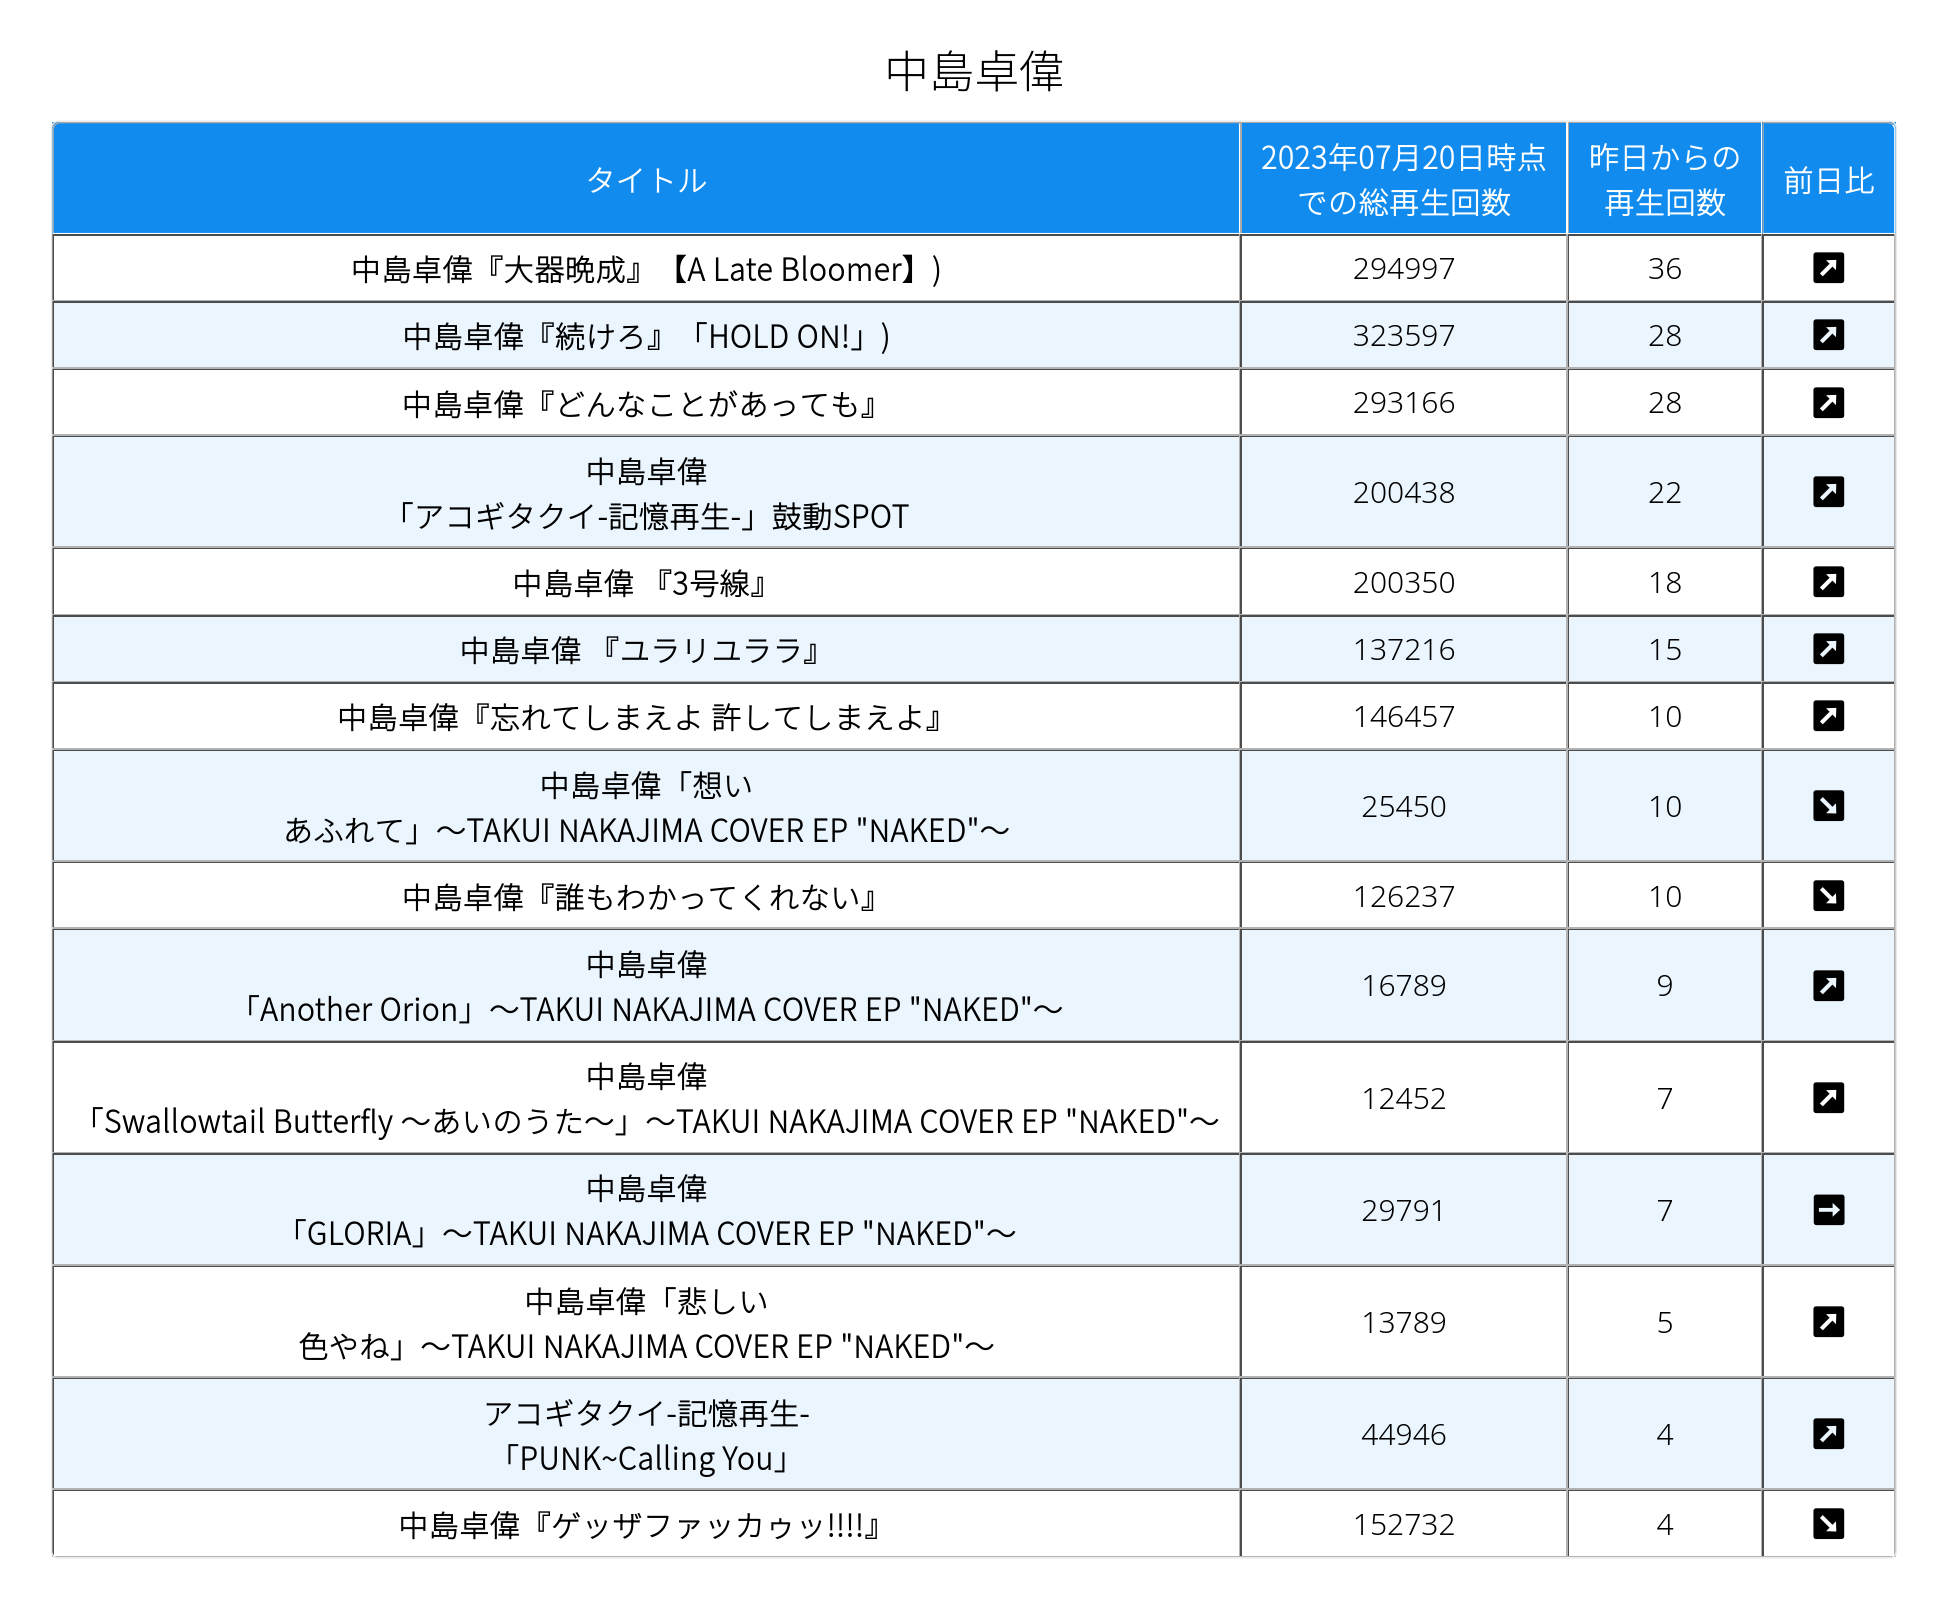 中島卓偉
タイトル
2023年07月20日時点
での総再生回数
昨日からの
再生回数
前日比
中島卓偉『大器晩成』【A Late Bloomer】)
294997
36
中島卓偉『続けろ』「HOLD ON!」)
323597
28
中島卓偉『どんなことがあっても』
293166
28
中島卓偉
「アコギタクイ-記憶再生-」鼓動SPOT
200438
22
中島卓偉 『3号線』
200350
18
中島卓偉 『ユラリユララ』
137216
15
中島卓偉『忘れてしまえよ 許してしまえよ』
146457
10
中島卓偉「想い
あふれて」〜TAKUI NAKAJIMA COVER EP "NAKED"〜
25450
10
中島卓偉『誰もわかってくれない』
126237
10
中島卓偉
「Another Orion」〜TAKUI NAKAJIMA COVER EP "NAKED"〜
16789
9
中島卓偉
「Swallowtail Butterfly 〜あいのうた〜」〜TAKUI NAKAJIMA COVER EP "NAKED"〜
12452
7
中島卓偉
「GLORIA」〜TAKUI NAKAJIMA COVER EP "NAKED"〜
29791
7
中島卓偉「悲しい
色やね」〜TAKUI NAKAJIMA COVER EP "NAKED"〜
13789
5
アコギタクイ-記憶再生-
「PUNK~Calling You」
44946
4
中島卓偉『ゲッザファッカゥッ!!!!』
152732
4